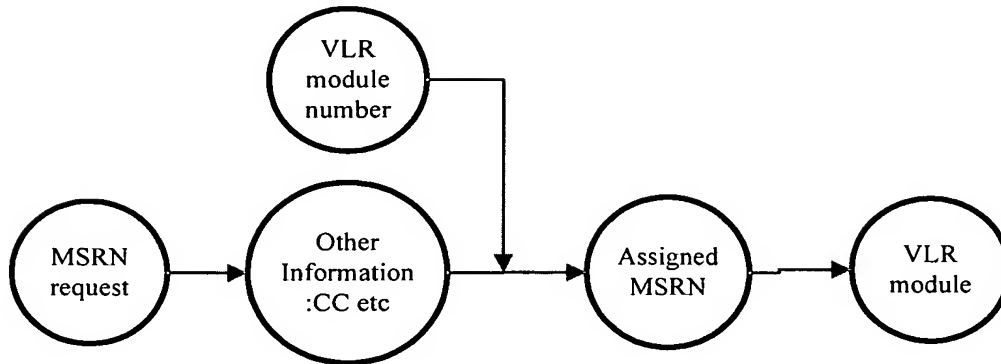 VLR
module
number
MSRN
request
Other
Information
:CC etc
Assigned
MSRN
VLR
module